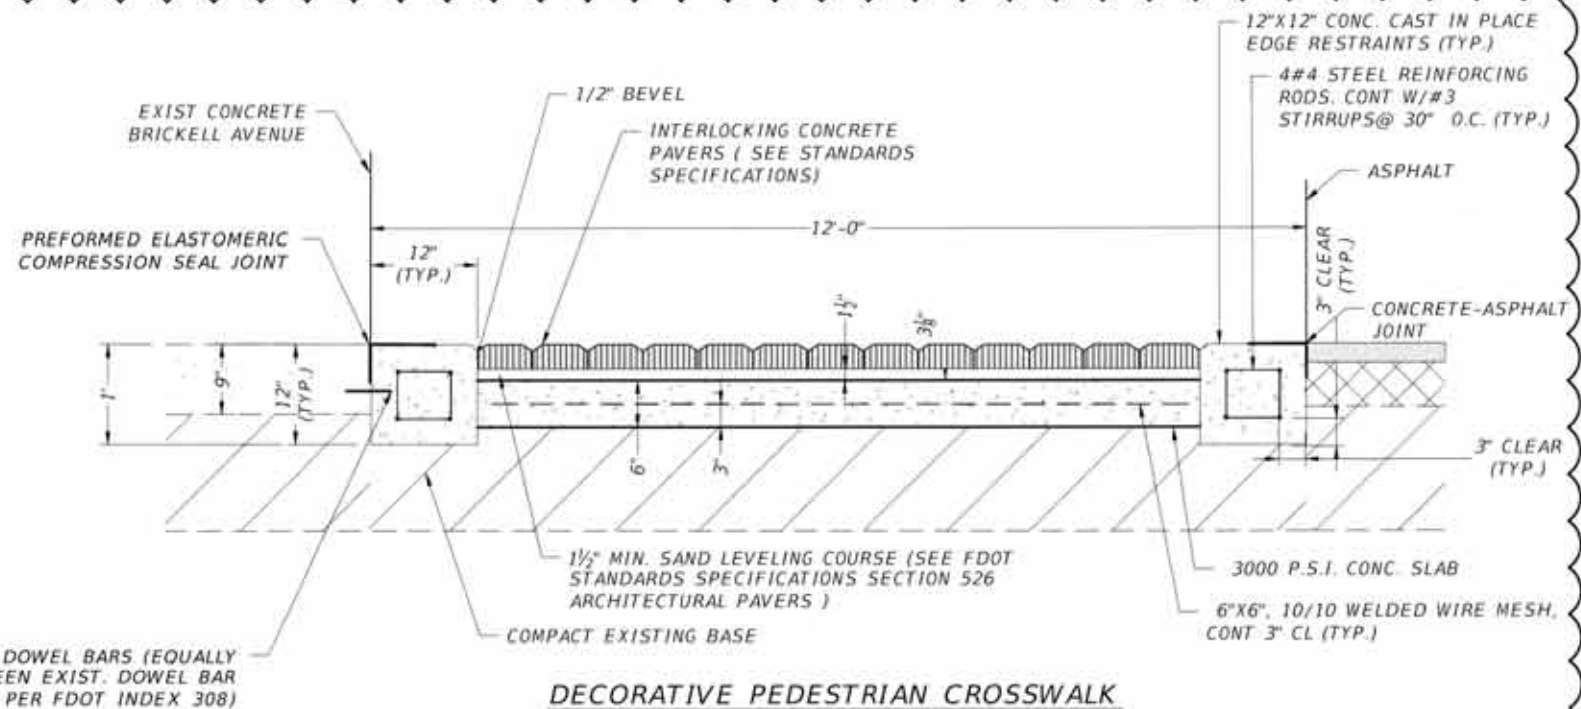 12"X12" CONC. CAST IN PLACE
EDGE RESTRAINTS (TYP.)
4#4 STEEL REINFORCING
RODS. CONT W/#3
STIRRUPS@ 30" O.C. (TYP.)
1/2" BEVEL
EXIST CONCRETE
BRICKELL AVENUE
INTERLOCKING CONCRETE
PAVERS ( SEE STANDARDS
SPECIFICATIONS)
ASPHALT
12'-0"
PREFORMED ELASTOMERIC
COMPRESSION SEAL JOINT
12"
(TYP.)
3" CLEAR
(TYP.)
1½"
3⅛"
CONCRETE-ASPHALT
JOINT
1'
9"
12"
(TYP.)
6"
3"
3" CLEAR
(TYP.)
1½" MIN. SAND LEVELING COURSE (SEE FDOT
STANDARDS SPECIFICATIONS SECTION 526
ARCHITECTURAL PAVERS )
3000 P.S.I. CONC. SLAB
6"X6", 10/10 WELDED WIRE MESH,
CONT 3" CL (TYP.)
COMPACT EXISTING BASE
DOWEL BARS (EQUALLY
EEN EXIST. DOWEL BAR
PER FDOT INDEX 308)
DECORATIVE PEDESTRIAN CROSSWALK